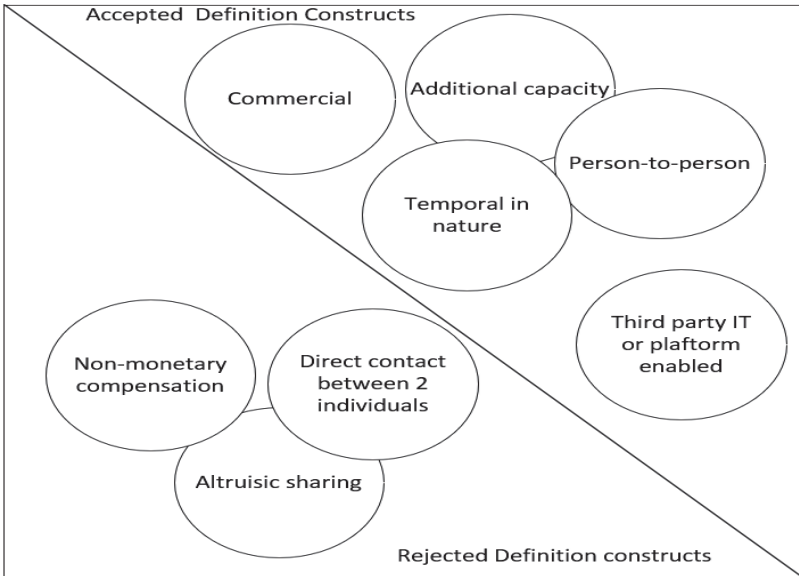 Accepted Definition Constructs
Commercial
Additional capacity
Person-to-person
Temporal in
nature
Third party IT
or plaftorm
enabled
Non-monetary
compensation
Direct contact
between 2
individuals
Altruisic sharing
Rejected Definition constructs